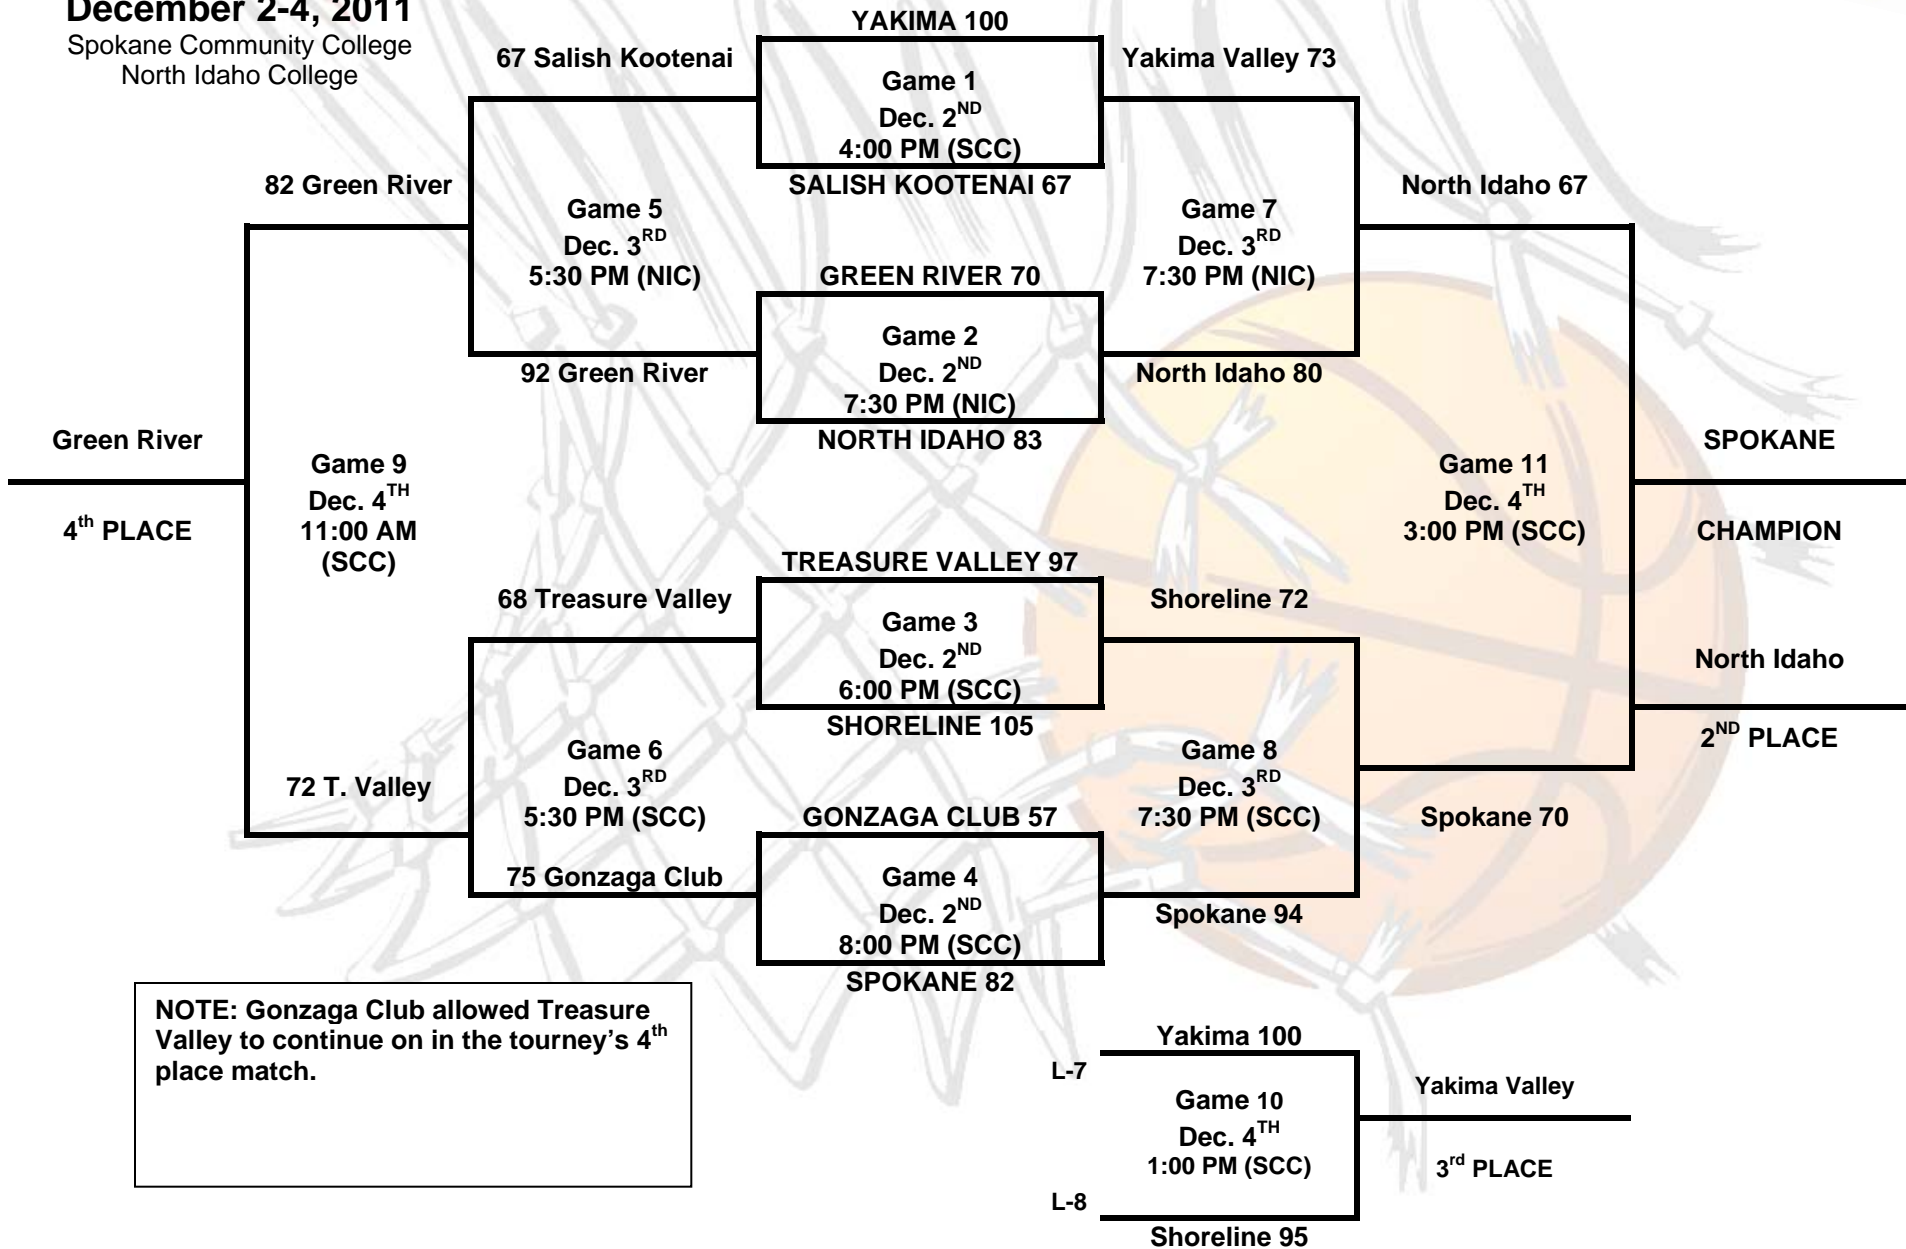 December 2-4, 2011
Spokane Community College
North Idaho College
YAKIMA 100
67 Salish Kootenai
Yakima Valley 73
Game 1
Dec. 2ND
4:00 PM (SCC)
SALISH KOOTENAI 67
82 Green River
North Idaho 67
Game 5
Dec. 3RD
5:30 PM (NIC)
Game 7
Dec. 3RD
7:30 PM (NIC)
GREEN RIVER 70
Game 2
Dec. 2ND
7:30 PM (NIC)
92 Green River
North Idaho 80
NORTH IDAHO 83
Green River
4th PLACE
Game 9
Dec. 4TH
11:00 AM
(SCC)
Game 11
Dec. 4TH
3:00 PM (SCC)
SPOKANE
CHAMPION
TREASURE VALLEY 97
68 Treasure Valley
Shoreline 72
Game 3
Dec. 2ND
6:00 PM (SCC)
SHORELINE 105
North Idaho
2ND PLACE
72 T. Valley
Game 6
Dec. 3RD
5:30 PM (SCC)
Game 8
Dec. 3RD
7:30 PM (SCC)
GONZAGA CLUB 57
Spokane 70
75 Gonzaga Club
Game 4
Dec. 2ND
8:00 PM (SCC)
Spokane 94
SPOKANE 82
NOTE: Gonzaga Club allowed Treasure
Valley to continue on in the tourney’s 4th
place match.
Yakima 100
L-7
Game 10
Dec. 4TH
1:00 PM (SCC)
Yakima Valley
3rd PLACE
L-8
Shoreline 95